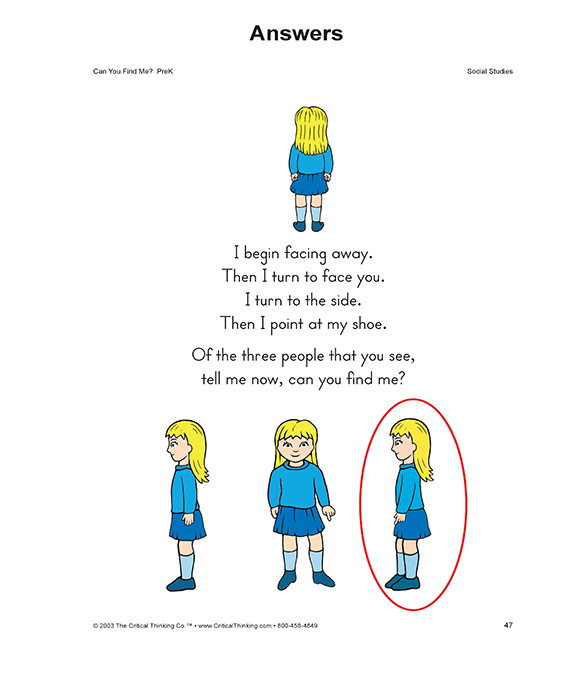 Answers
Can You Find Me?  PreK
Social Studies
I begin facing away.
Then I turn to face you.
I turn to the side.
Then I point at my shoe.
Of the three people that you see,
tell me now, can you find me?
© 2003 The Critical Thinking Co.™ • www.CriticalThinking.com • 800-458-4849
47